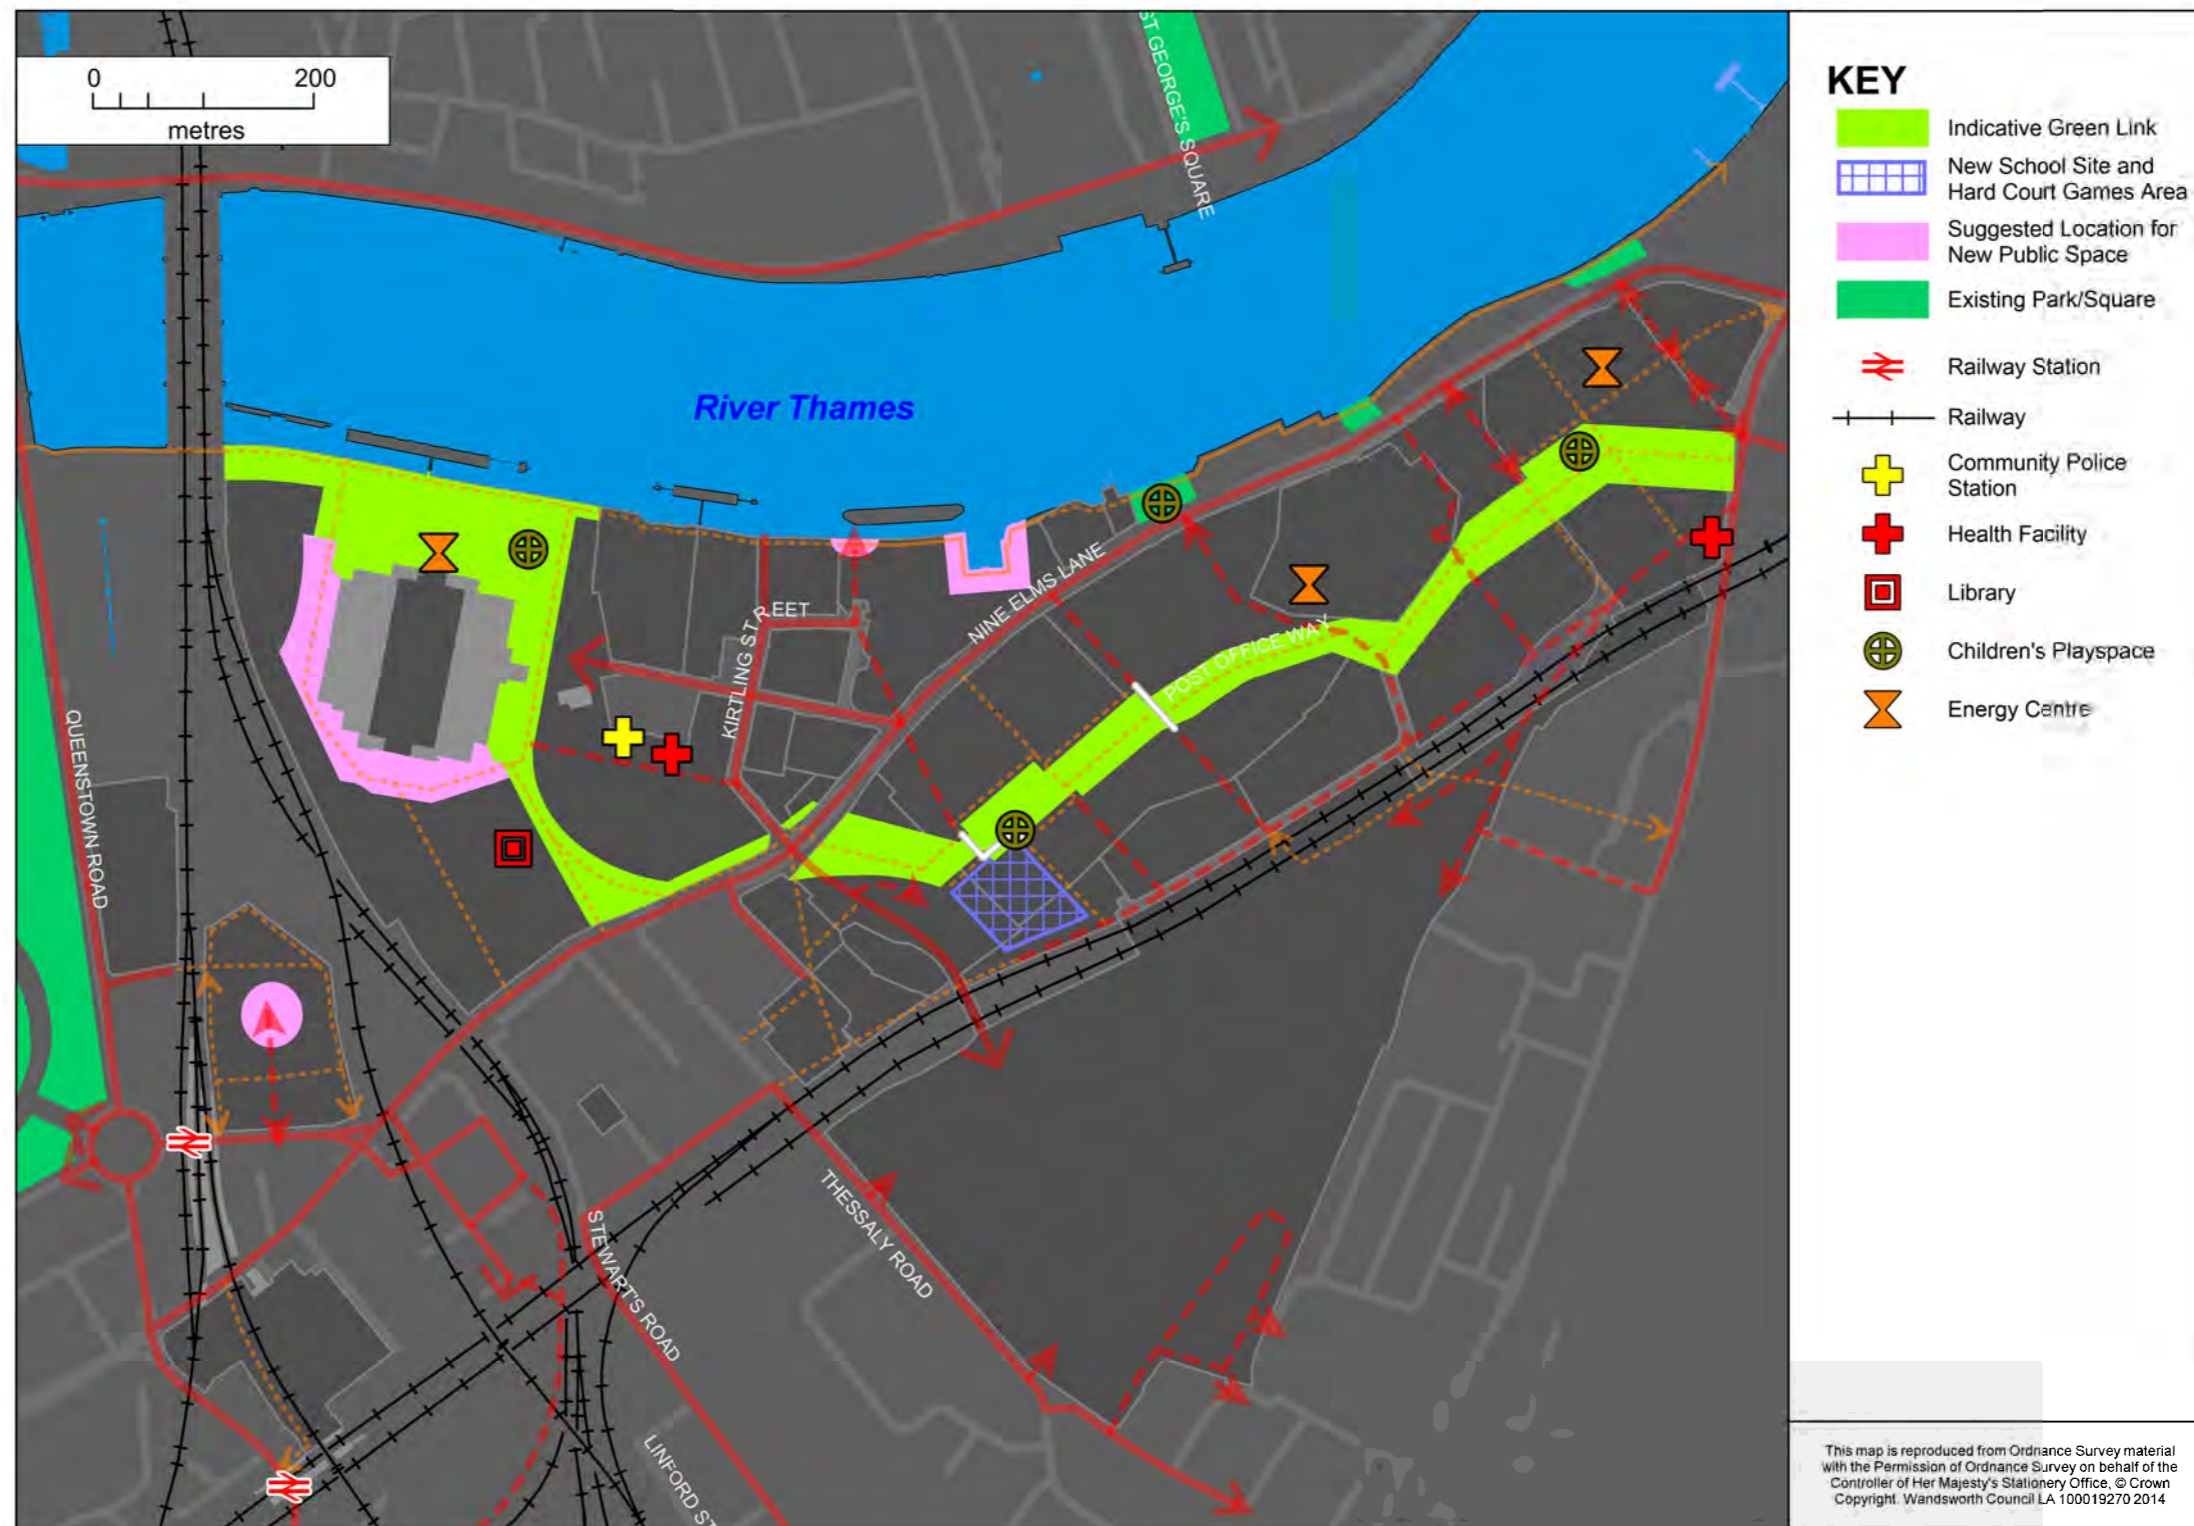 0 200
metres
ST GEORGE'S SQUARE
River Thames
NINE ELMS LANE
KIRTLING STREET
POST OFFICE WAY
QUEENSTOWN ROAD
THESSALY ROAD
STEWART'S ROAD
LINFORD ST
KEY
Indicative Green Link
New School Site and
Hard Court Games Area
Suggested Location for
New Public Space
Existing Park/Square
Railway Station
Railway
Community Police
Station
Health Facility
Library
Children's Playspace
Energy Centre
This map is reproduced from Ordnance Survey material
with the Permission of Ordnance Survey on behalf of the
Controller of Her Majesty's Stationery Office, © Crown
Copyright. Wandsworth Council LA 100019270 2014